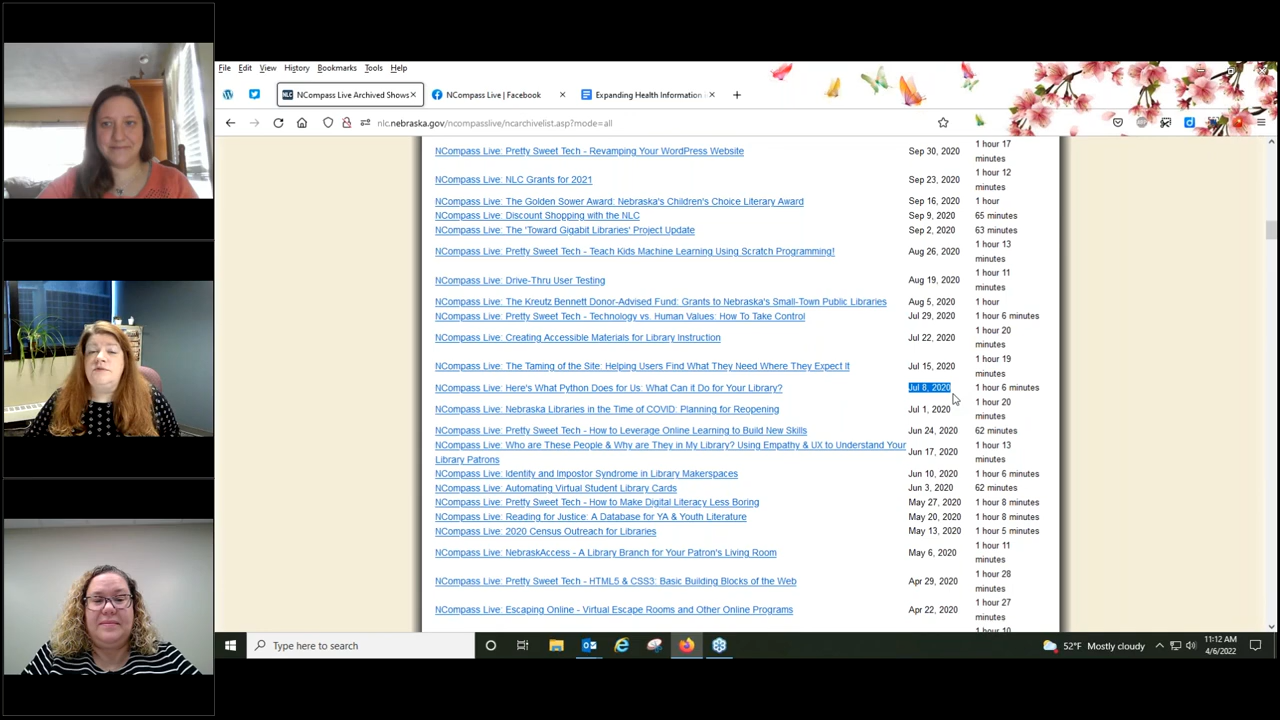 File Edit View History Bookmarks Tools Help
NCompass Live Archived Shows × NCompass Live | Facebook × Expanding Health Information × +
nlc.nebraska.gov/ncompasslive/ncarchivelist.asp?mode=all
NCompass Live: Pretty Sweet Tech - Revamping Your WordPress Website Sep 30, 2020 1 hour 17
minutes
NCompass Live: NLC Grants for 2021 Sep 23, 2020 1 hour 12
minutes
NCompass Live: The Golden Sower Award: Nebraska's Children's Choice Literary Award Sep 16, 2020 1 hour
NCompass Live: Discount Shopping with the NLC Sep 9, 2020 65 minutes
NCompass Live: The 'Toward Gigabit Libraries' Project Update Sep 2, 2020 63 minutes
NCompass Live: Pretty Sweet Tech - Teach Kids Machine Learning Using Scratch Programming! Aug 26, 2020 1 hour 13
minutes
NCompass Live: Drive-Thru User Testing Aug 19, 2020 1 hour 11
minutes
NCompass Live: The Kreutz Bennett Donor-Advised Fund: Grants to Nebraska's Small-Town Public Libraries Aug 5, 2020 1 hour
NCompass Live: Pretty Sweet Tech - Technology vs. Human Values: How To Take Control Jul 29, 2020 1 hour 6 minutes
NCompass Live: Creating Accessible Materials for Library Instruction Jul 22, 2020 1 hour 20
minutes
NCompass Live: The Taming of the Site: Helping Users Find What They Need Where They Expect It Jul 15, 2020 1 hour 19
minutes
NCompass Live: Here's What Python Does for Us: What Can it Do for Your Library? Jul 8, 2020 1 hour 6 minutes
NCompass Live: Nebraska Libraries in the Time of COVID: Planning for Reopening Jul 1, 2020 1 hour 20
minutes
NCompass Live: Pretty Sweet Tech - How to Leverage Online Learning to Build New Skills Jun 24, 2020 62 minutes
NCompass Live: Who are These People & Why are They in My Library? Using Empathy & UX to Understand Your
Library Patrons Jun 17, 2020 1 hour 13
minutes
NCompass Live: Identity and Impostor Syndrome in Library Makerspaces Jun 10, 2020 1 hour 6 minutes
NCompass Live: Automating Virtual Student Library Cards Jun 3, 2020 62 minutes
NCompass Live: Pretty Sweet Tech - How to Make Digital Literacy Less Boring May 27, 2020 1 hour 8 minutes
NCompass Live: Reading for Justice: A Database for YA & Youth Literature May 20, 2020 1 hour 8 minutes
NCompass Live: 2020 Census Outreach for Libraries May 13, 2020 1 hour 5 minutes
NCompass Live: NebraskAccess - A Library Branch for Your Patron's Living Room May 6, 2020 1 hour 11
minutes
NCompass Live: Pretty Sweet Tech - HTML5 & CSS3: Basic Building Blocks of the Web Apr 29, 2020 1 hour 28
minutes
NCompass Live: Escaping Online - Virtual Escape Rooms and Other Online Programs Apr 22, 2020 1 hour 27
minutes
Type here to search 52°F Mostly cloudy 11:12 AM
4/6/2022